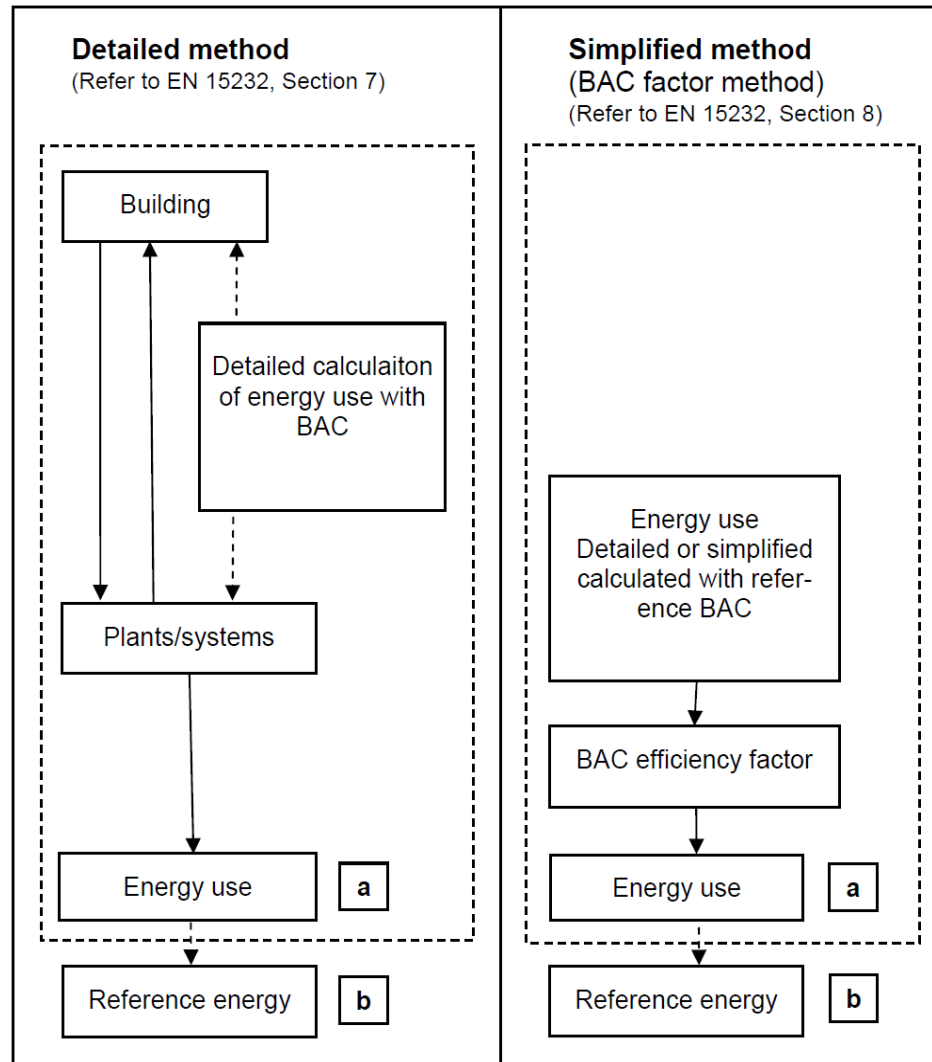 Detailed method
(Refer to EN 15232, Section 7)
Building
Detailed calculaiton
of energy use with
BAC
Plants/systems
Energy use
a
Reference energy
b
Simplified method
(BAC factor method)
(Refer to EN 15232, Section 8)
Energy use
Detailed or simplified
calculated with refer-
ence BAC
BAC efficiency factor
Energy use
a
Reference energy
b